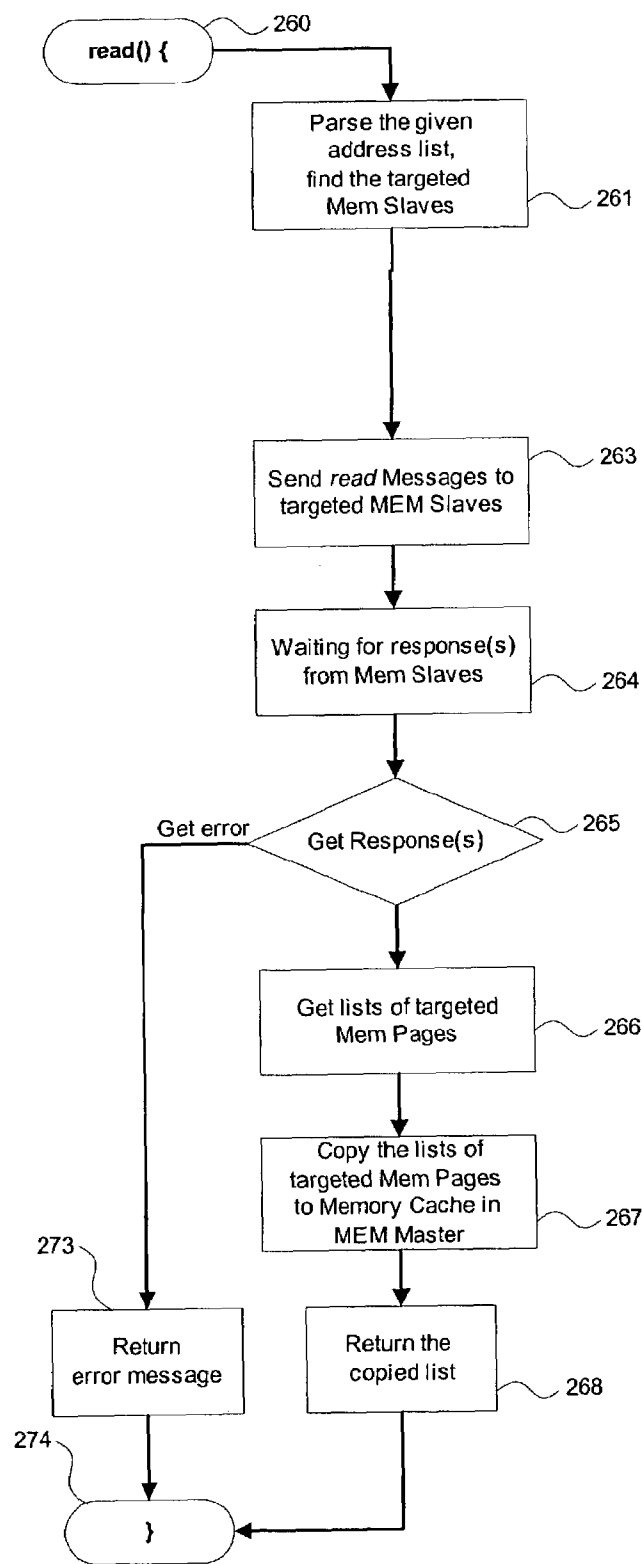 read() {
260
Parse the given
address list,
find the targeted
Mem Slaves
261
263
Send read Messages to
targeted MEM Slaves
Waiting for response(s)
from Mem Slaves
264
Get error
Get Response(s)
265
Get lists of targeted
Mem Pages
266
Copy the lists of
targeted Mem Pages
to Memory Cache in
MEM Master
267
273
Return
error message
Return the
copied list
268
274
}